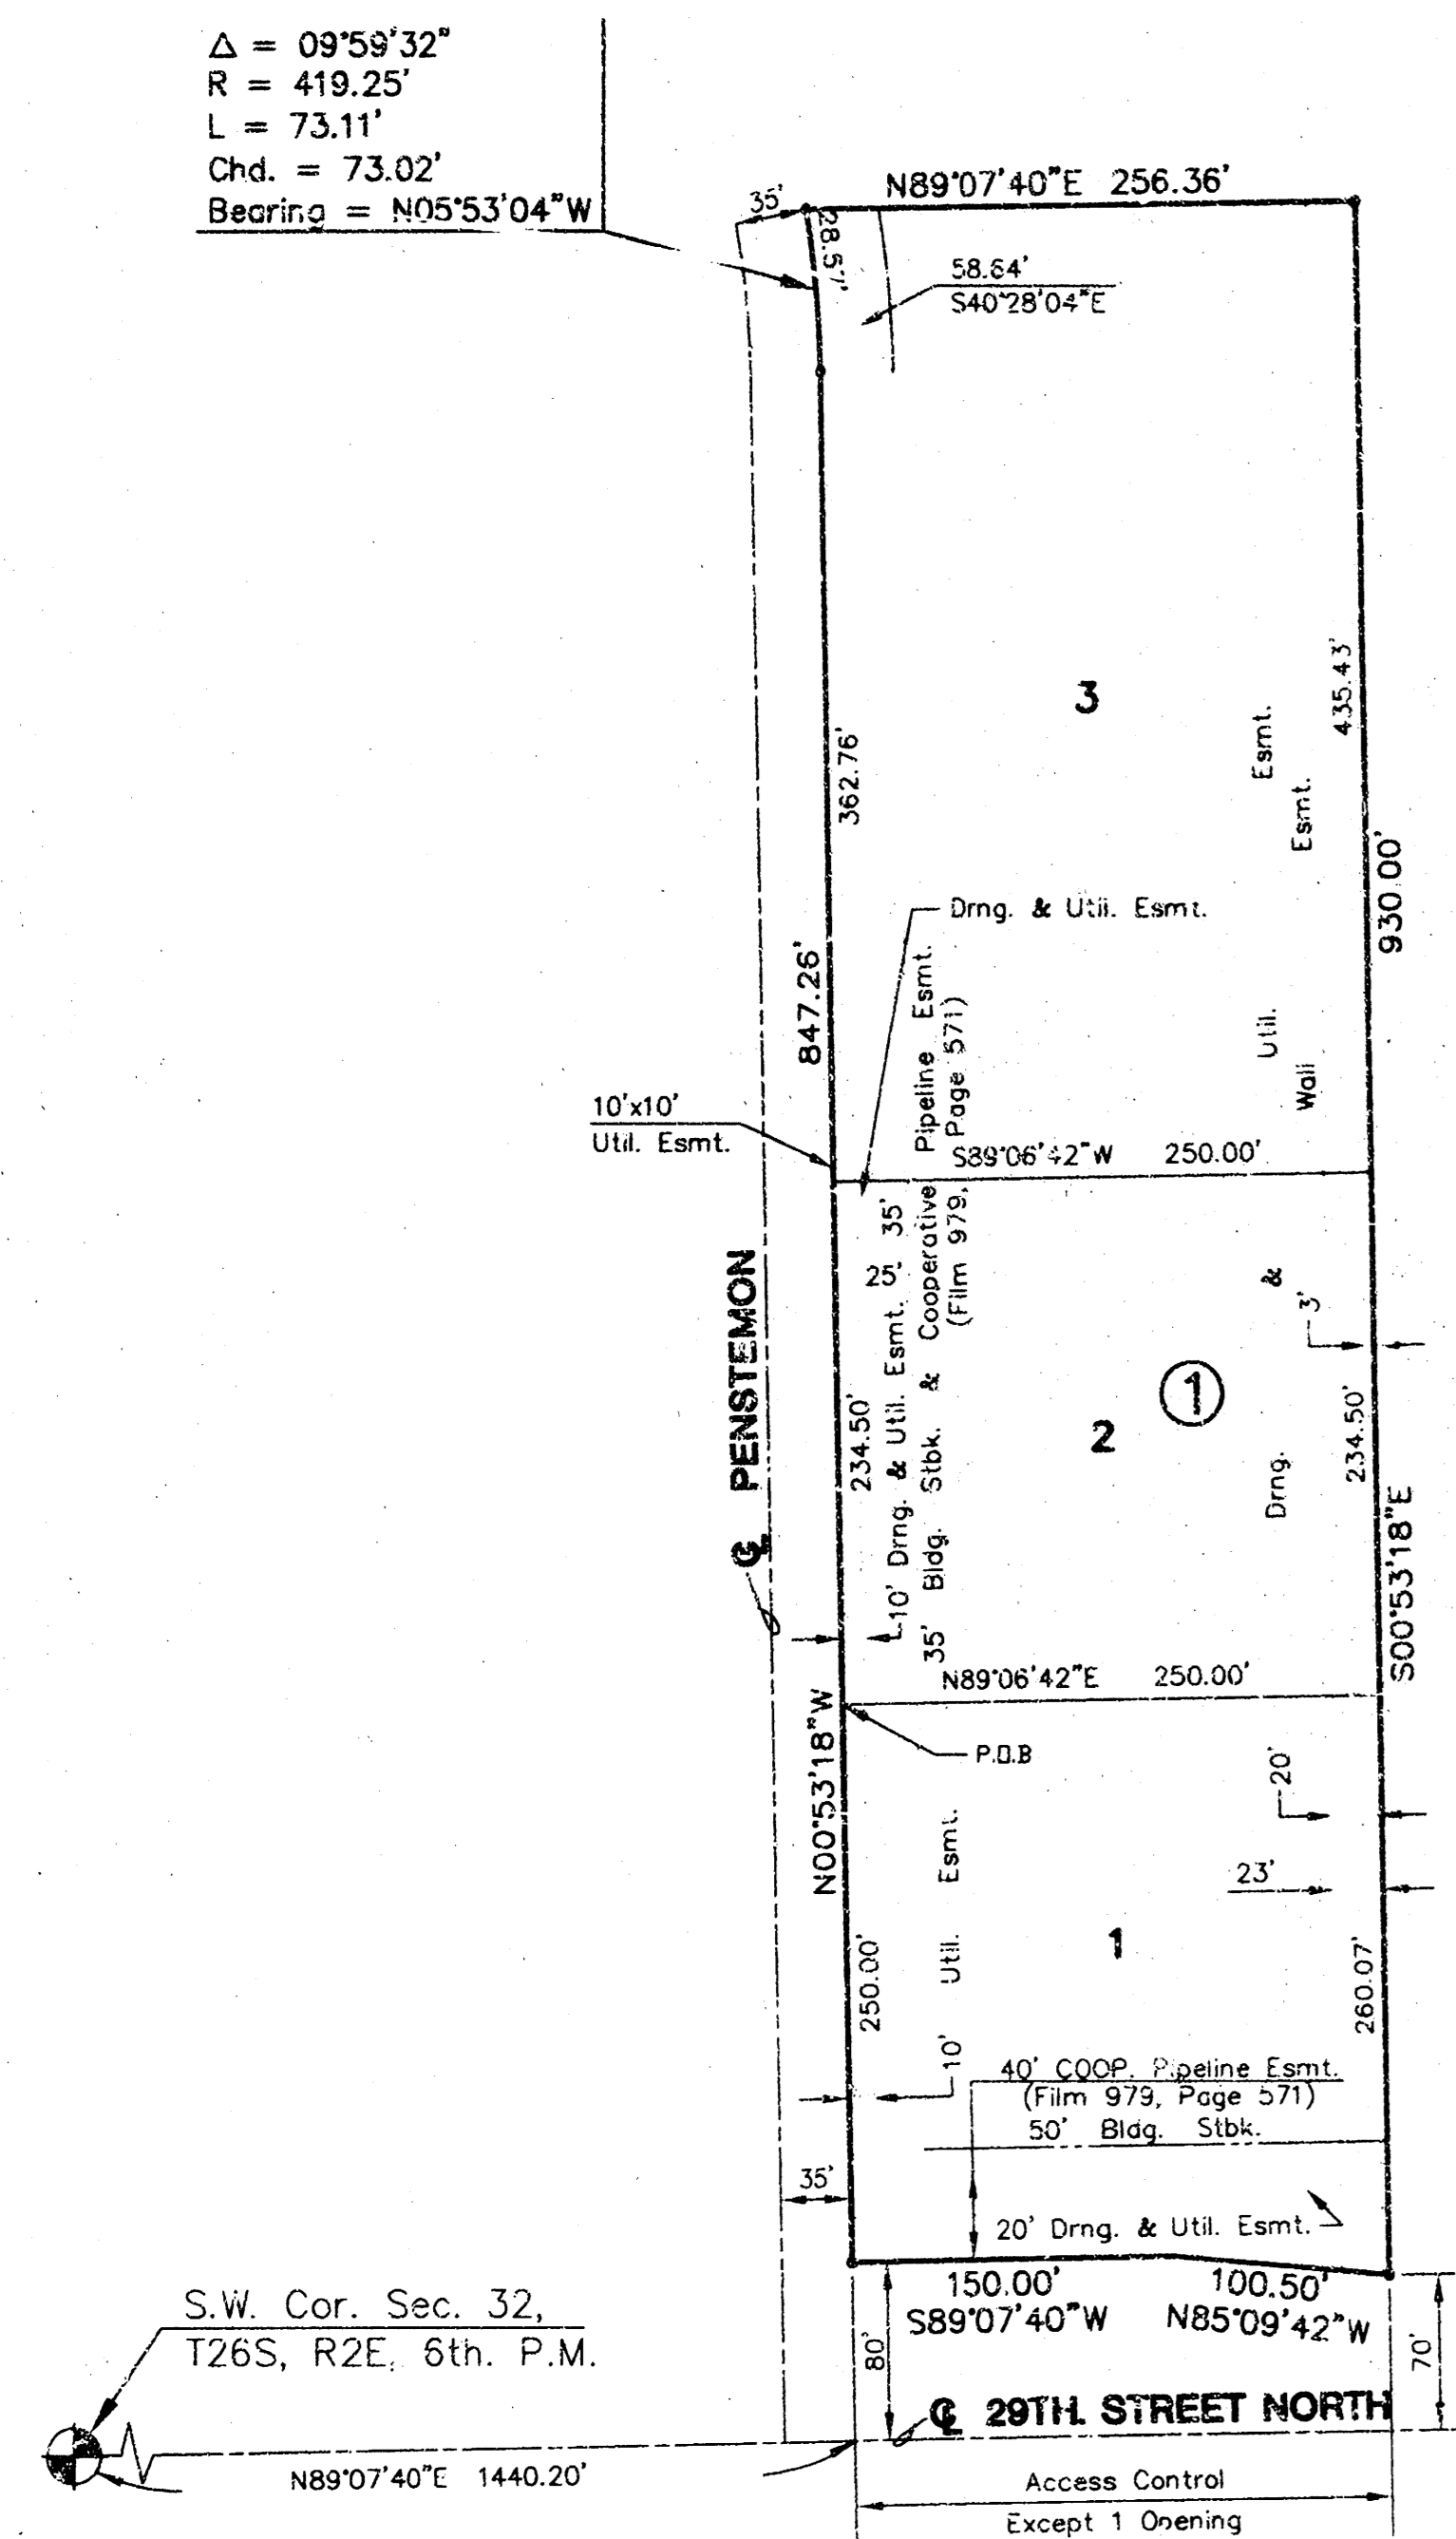 Δ = 09°59'32"
R = 419.25'
L = 73.11'
Chd. = 73.02'
Bearing = N05°53'04"W
35'
N89°07'40"E 256.36'
28.57'
58.64'
S40°28'04"E
3
435.43'
Esmt.
Esmt.
362.76'
930.00'
Drng. & Util. Esmt.
847.26'
Pipeline Esmt.
Page 571)
Util.
Wall
10'x10'
Util. Esmt.
S89°06'42"W 250.00'
35'
25'
Cooperative
(Film 979,
&
3'
PENSTEMON
℄
1
2
234.50'
10' Drng. & Util. Esmt.
35' Bldg. Stbk. &
Drng.
234.50'
S00°53'18"E
N89°06'42"E 250.00'
P.O.B
N00°53'18"W
20'
23'
10' Util. Esmt.
1
250.00'
260.07'
40' COOP. Pipeline Esmt.
(Film 979, Page 571)
50' Bldg. Stbk.
35'
20' Drng. & Util. Esmt.
150.00' 100.50'
S89°07'40"W N85°09'42"W
S.W. Cor. Sec. 32,
T26S, R2E, 6th. P.M.
80'
70'
℄ 29TH. STREET NORTH
N89°07'40"E 1440.20'
Access Control
Except 1 Opening